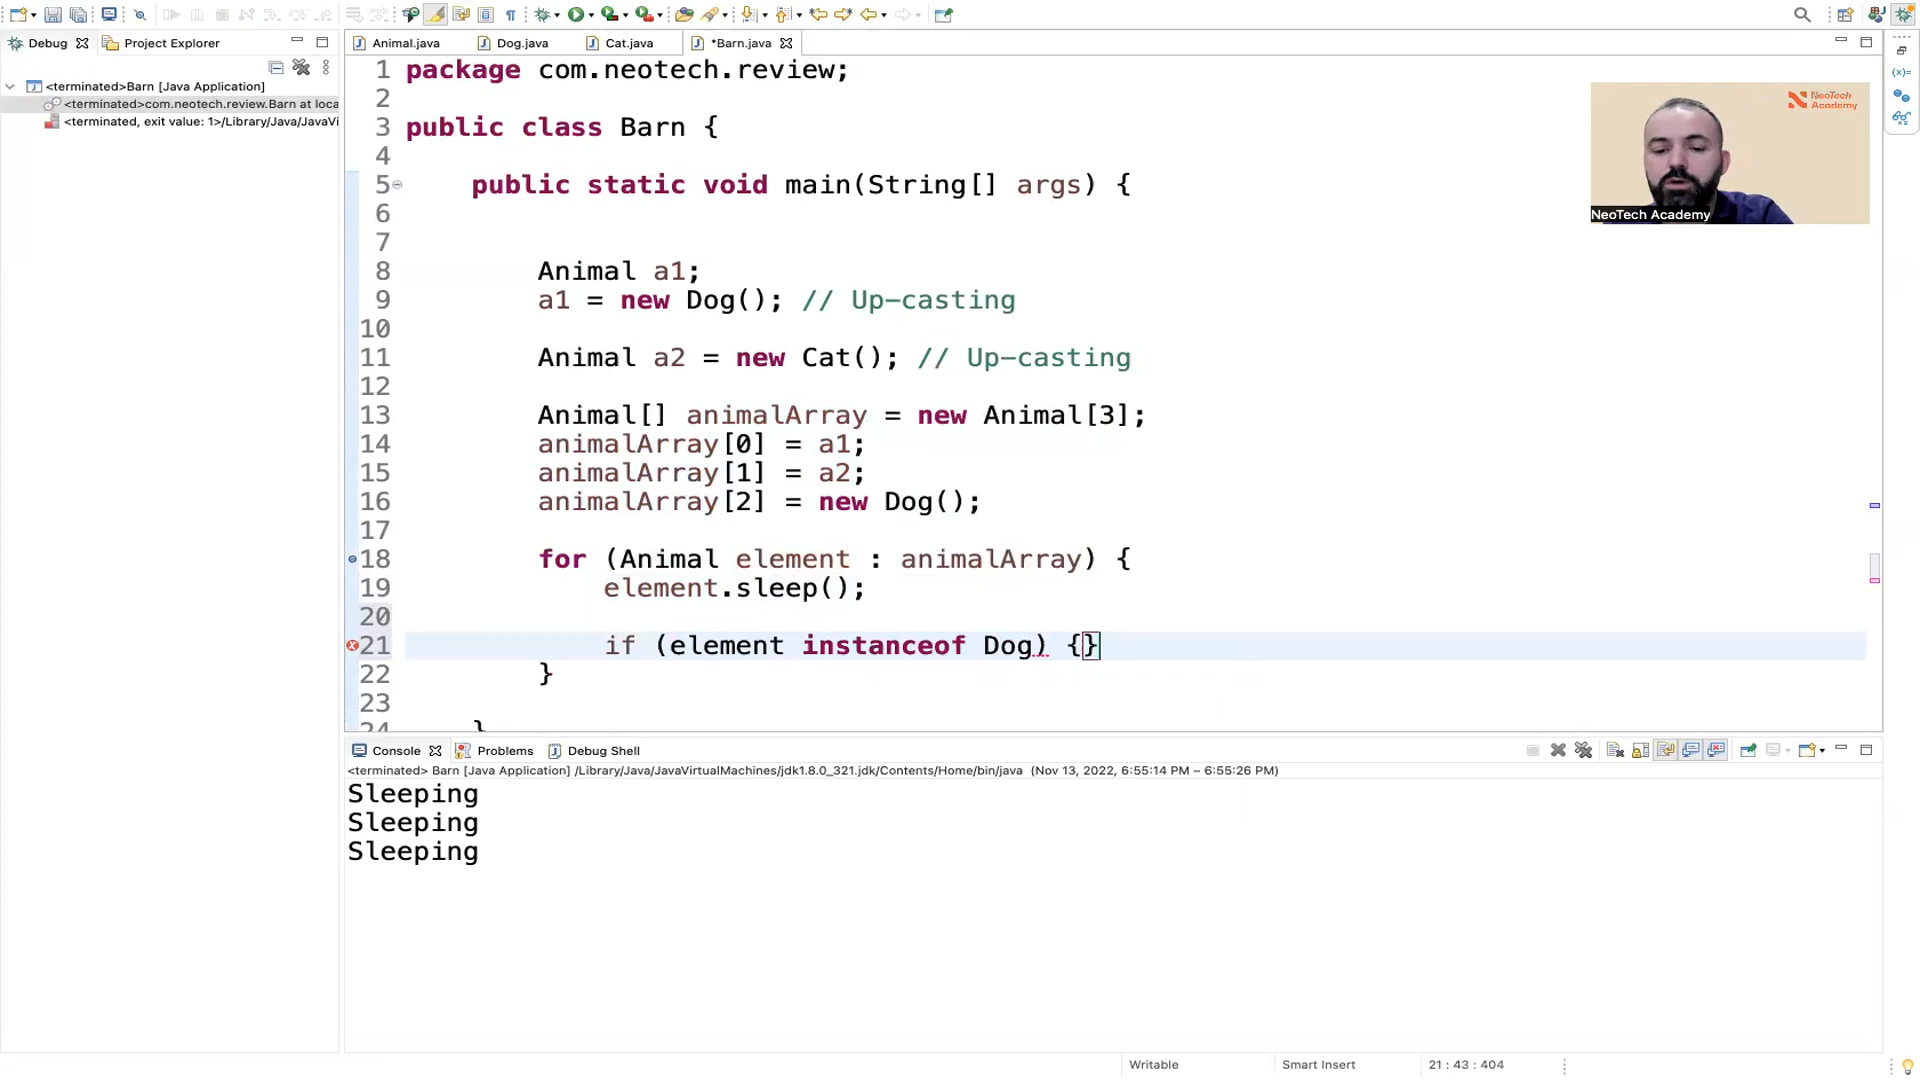 Debug
Project Explorer
<terminated>Barn [Java Application]
<terminated>com.neotech.review.Barn at loca
<terminated, exit value: 1>/Library/Java/JavaVi
Animal.java
Dog.java
Cat.java
*Barn.java
1 package com.neotech.review;
2
3 public class Barn {
4
5 public static void main(String[] args) {
6
7
8 Animal a1;
9 a1 = new Dog(); // Up-casting
10
11 Animal a2 = new Cat(); // Up-casting
12
13 Animal[] animalArray = new Animal[3];
14 animalArray[0] = a1;
15 animalArray[1] = a2;
16 animalArray[2] = new Dog();
17
18 for (Animal element : animalArray) {
19 element.sleep();
20
21 if (element instanceof Dog) {}
22 }
23
24 }
NeoTech
Academy
NeoTech Academy
Console
Problems
Debug Shell
<terminated> Barn [Java Application] /Library/Java/JavaVirtualMachines/jdk1.8.0_321.jdk/Contents/Home/bin/java (Nov 13, 2022, 6:55:14 PM – 6:55:26 PM)
Sleeping
Sleeping
Sleeping
Writable
Smart Insert
21 : 43 : 404